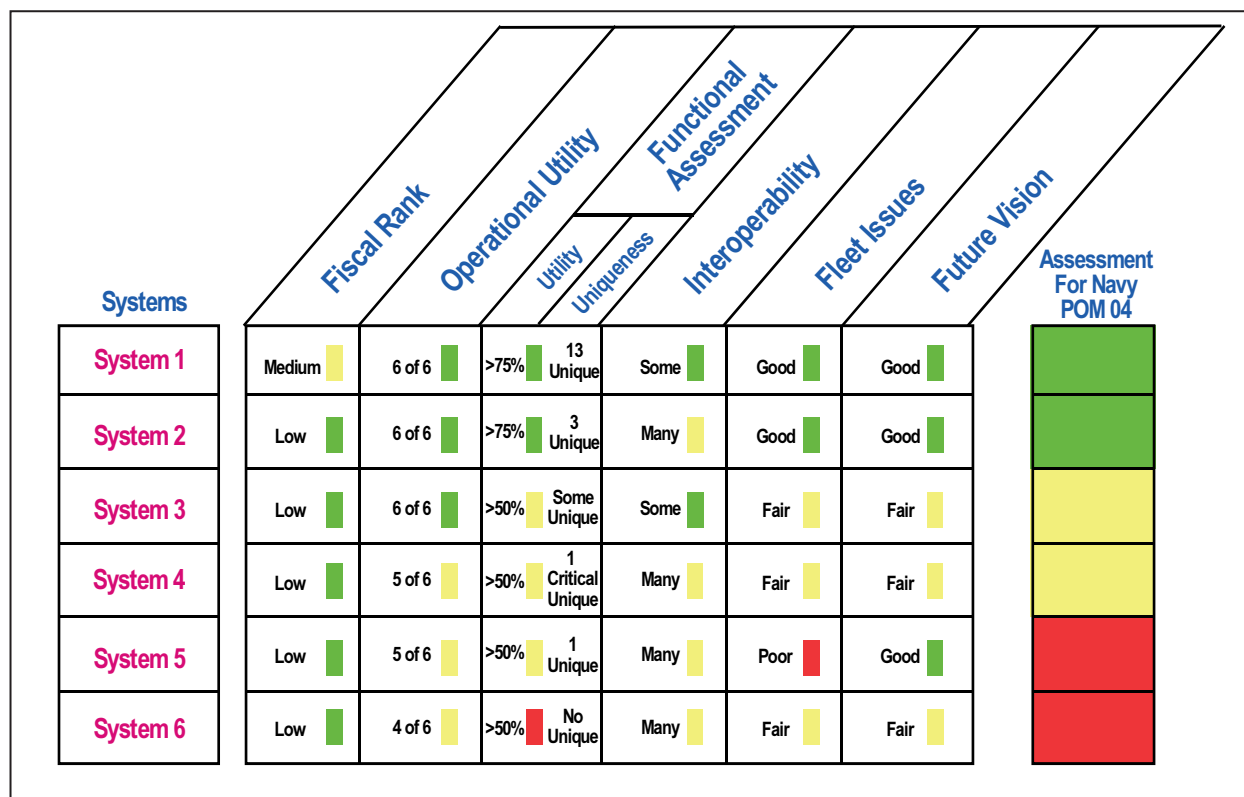 Fiscal Rank
Operational Utility
Functional
Assessment
Utility
Uniqueness
Interoperability
Fleet Issues
Future Vision
Systems
Assessment
For Navy
POM 04
System 1
Medium
6 of 6
>75%
13
Unique
Some
Good
Good
System 2
Low
6 of 6
>75%
3
Unique
Many
Good
Good
System 3
Low
6 of 6
>50%
Some
Unique
Some
Fair
Fair
System 4
Low
5 of 6
>50%
1
Critical
Unique
Many
Fair
Fair
System 5
Low
5 of 6
>50%
1
Unique
Many
Poor
Good
System 6
Low
4 of 6
>50%
No
Unique
Many
Fair
Fair